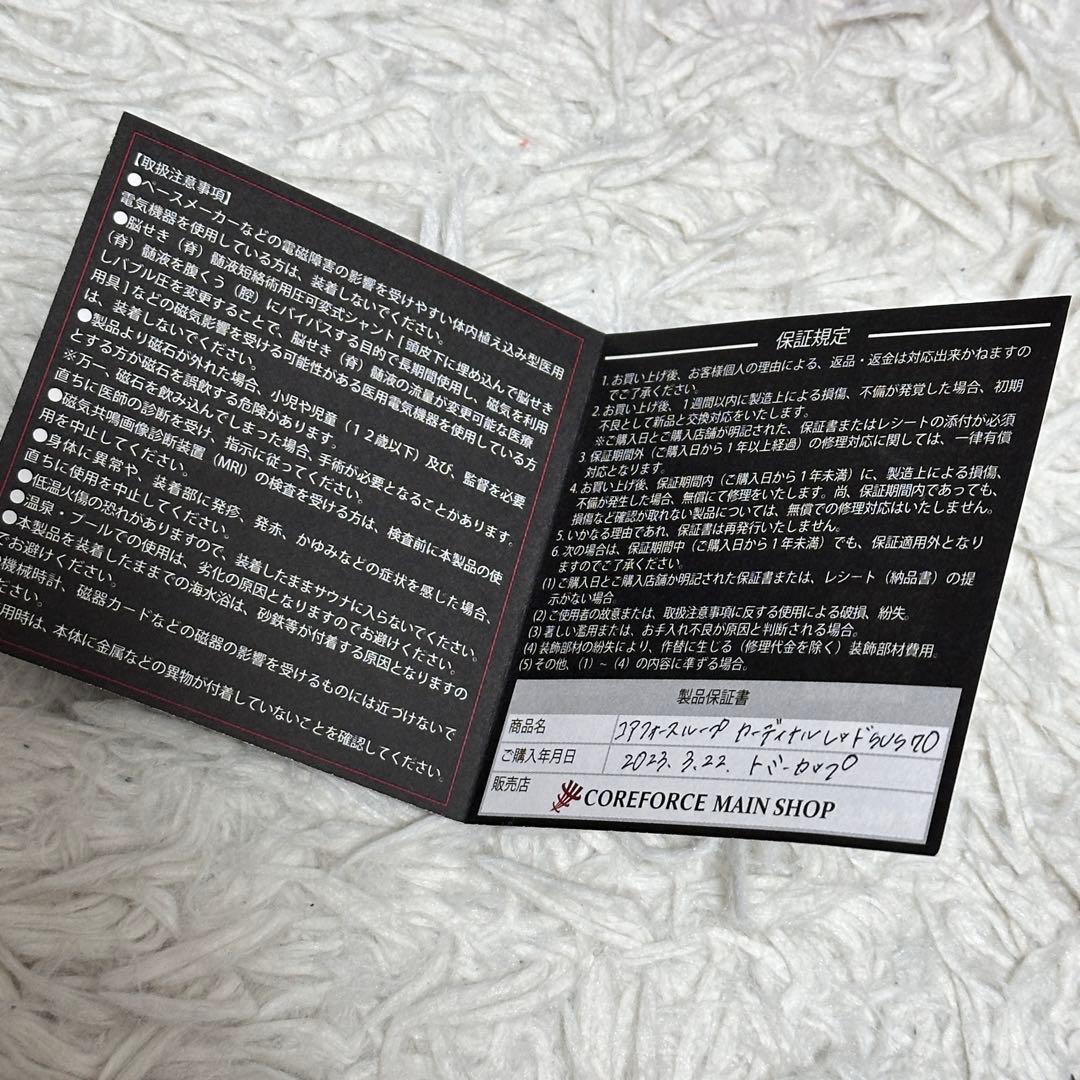 【取扱注意事項】
●ペースメーカーなどの電磁障害の影響を受けやすい体内植え込み型医用
電気機器を使用している方は、装着しないでください。
●脳せき（脊）髄液短絡術用圧可変式シャント［頭皮下に埋め込んで脳せき
（脊）髄液を腹くう（腔）にバイパスする目的で長期間使用し、磁気を利用
しバブル圧を変更することで、脳せき（脊）髄液の流量が変更可能な医療
用具］などの磁気影響を受ける可能性がある医用電気機器を使用している方
は、装着しないでください。
●製品より磁石が外れた場合、小児や児童（１２歳以下）及び、監督を必要
とする方が磁石を誤飲する危険があります。
※万一、磁石を飲み込んでしまった場合、手術が必要となることがあります。
直ちに医師の診断を受け、指示に従ってください。
●磁気共鳴画像診断装置（MRI）の検査を受ける方は、検査前に本製品の使
用を中止してください。
●身体に異常や、装着部に発疹、発赤、かゆみなどの症状を感じた場合、
直ちに使用を中止してください。
●低温火傷の恐れがありますので、装着したままサウナに入らないでください。
●温泉・プールでの使用は、劣化の原因となりますのでお避けください。
●本製品を装着したままでの海水浴は、砂鉄等が付着する原因となりますの
でお避けください。
機械時計、磁器カードなどの磁器の影響を受けるものには近づけないで
ださい。
用時は、本体に金属などの異物が付着していないことを確認してください。
保証規定
1. お買い上げ後、お客様個人の理由による、返品・返金は対応出来かねますの
でご了承ください。
2. お買い上げ後、1週間以内に製造上による損傷、不備が発覚した場合、初期
不良として新品と交換対応をいたします。
※ご購入日とご購入店舗が明記された、保証書またはレシートの添付が必須
3. 保証期間外（ご購入日から１年以上経過）の修理対応に関しては、一律有償
対応となります。
4. お買い上げ後、保証期間内（ご購入日から１年未満）に、製造上による損傷、
不備が発生した場合、無償にて修理をいたします。尚、保証期間内であっても、
損傷など確認が取れない製品については、無償での修理対応はいたしません。
5. いかなる理由であれ、保証書は再発行いたしません。
6. 次の場合は、保証期間中（ご購入日から１年未満）でも、保証適用外となり
ますのでご了承ください。
(1) ご購入日とご購入店舗が明記された保証書または、レシート（納品書）の提
示がない場合
(2) ご使用者の故意または、取扱注意事項に反する使用による破損、紛失。
(3) 著しい濫用または、お手入れ不良が原因と判断される場合。
(4) 装飾部材の紛失により、作替に生じる（修理代金を除く）装飾部材費用。
(5) その他、(1) ～ (4) の内容に準ずる場合。
製品保証書
商品名 コアフォースループ カーディナルレッドSUS70
ご購入年月日 2023. 3. 22. トバーカップ
販売店 COREFORCE MAIN SHOP